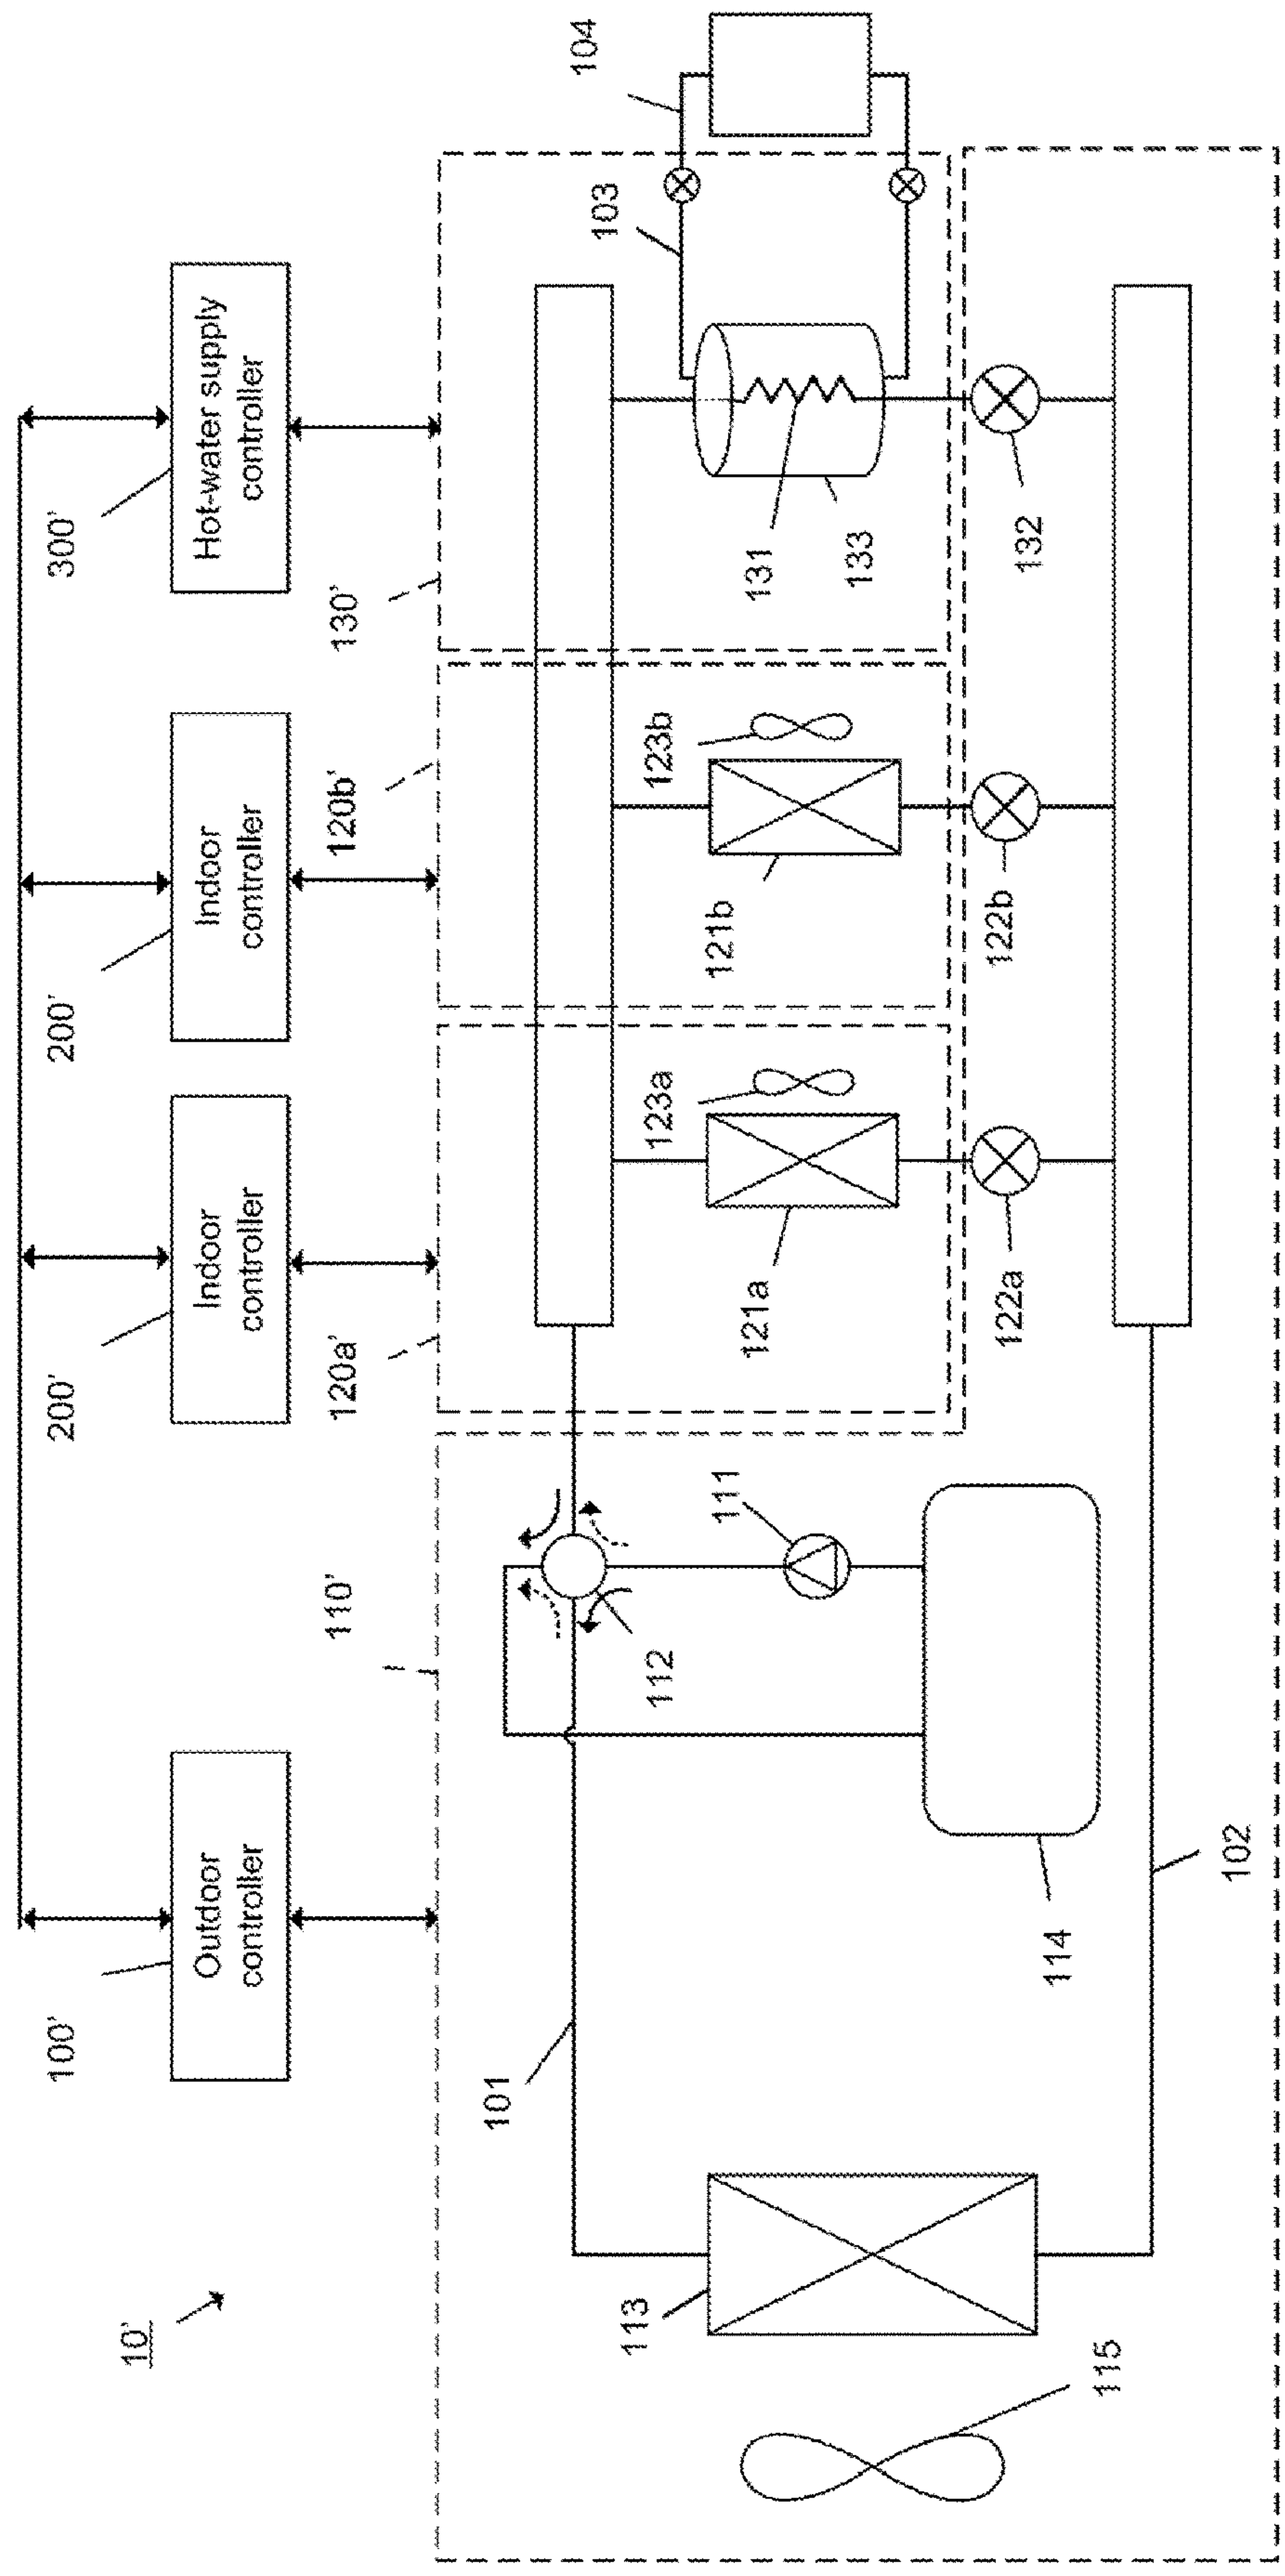 10'
100'
Outdoor
controller
200'
Indoor
controller
200'
Indoor
controller
300'
Hot-water supply
controller
110'
120a'
120b'
130'
101
112
111
123a
123b
103
104
113
121a
121b
131
133
115
114
102
122a
122b
132